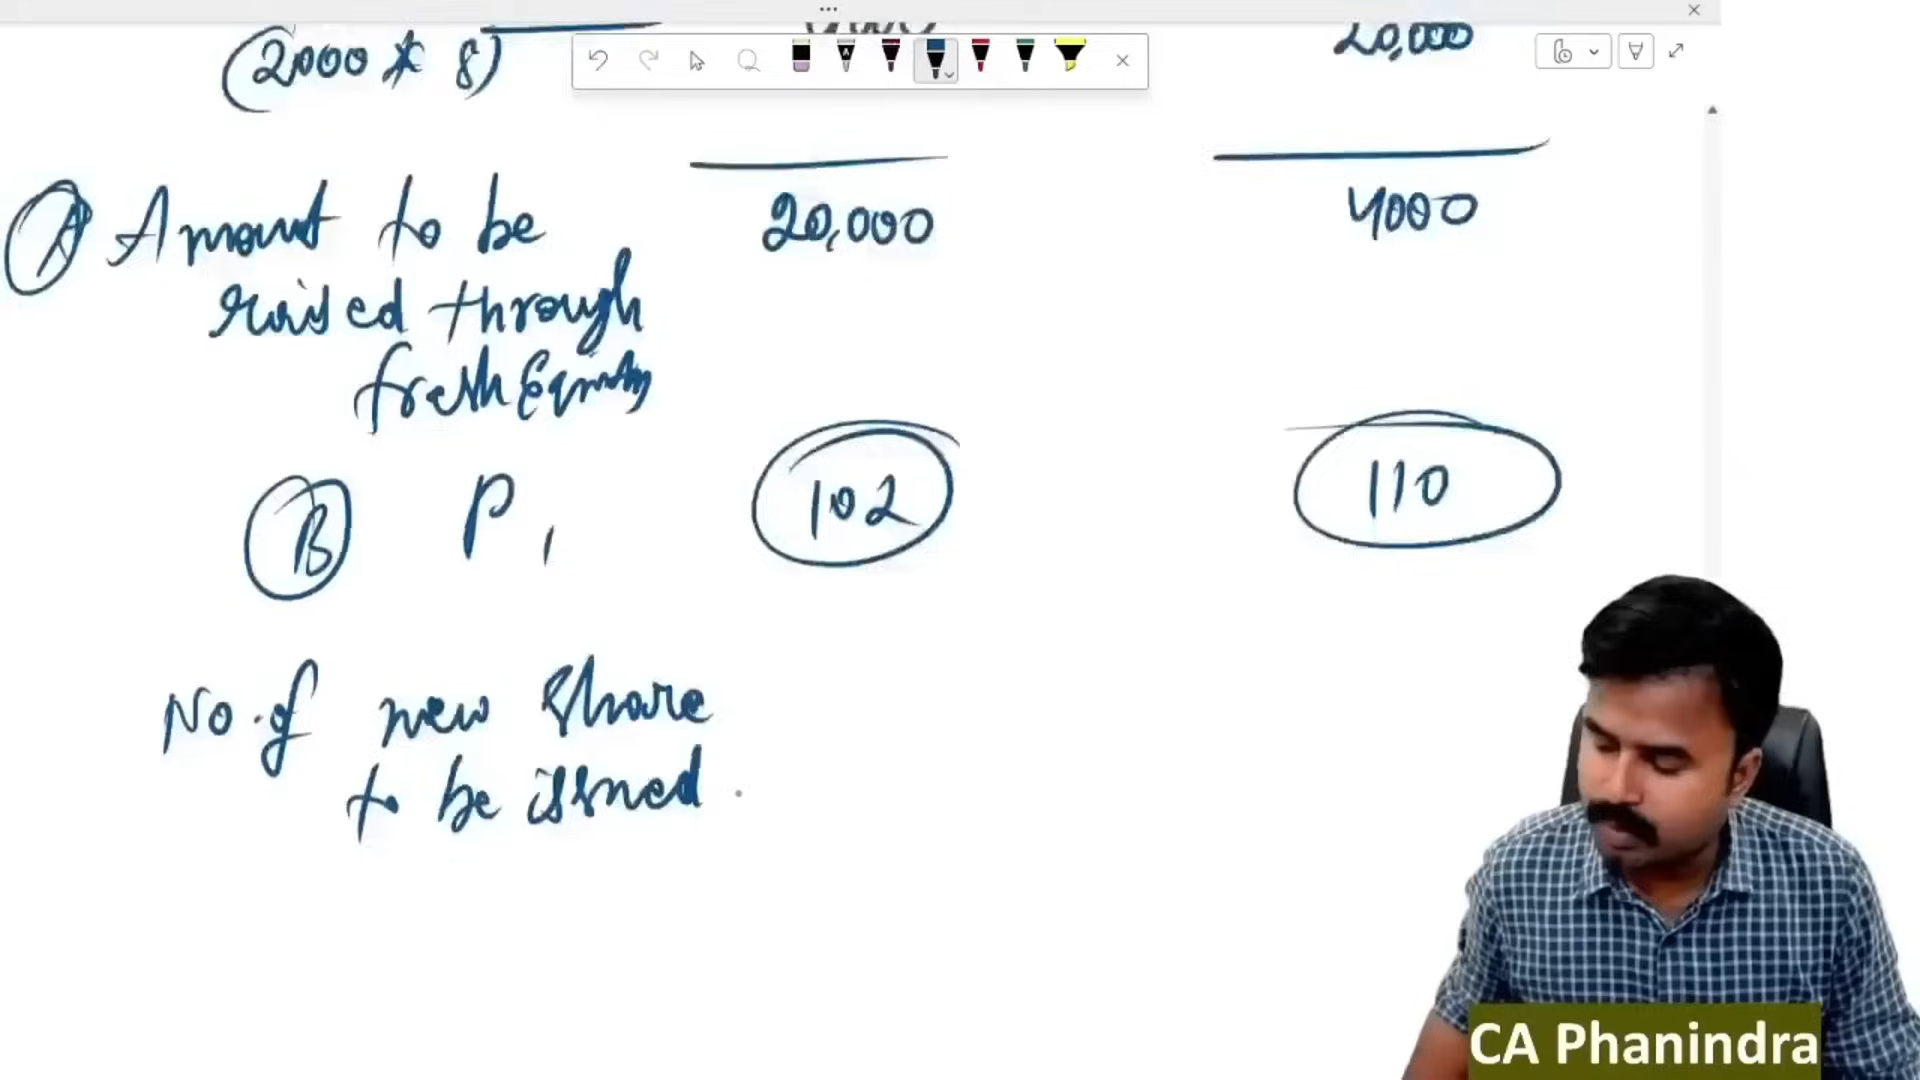 (2000 * 8)
20,000
Ⓐ Amount to be 20,000 4000
raised through
fresh Equity
Ⓑ P1 102 110
No. of new Share
to be issued
CA Phanindra